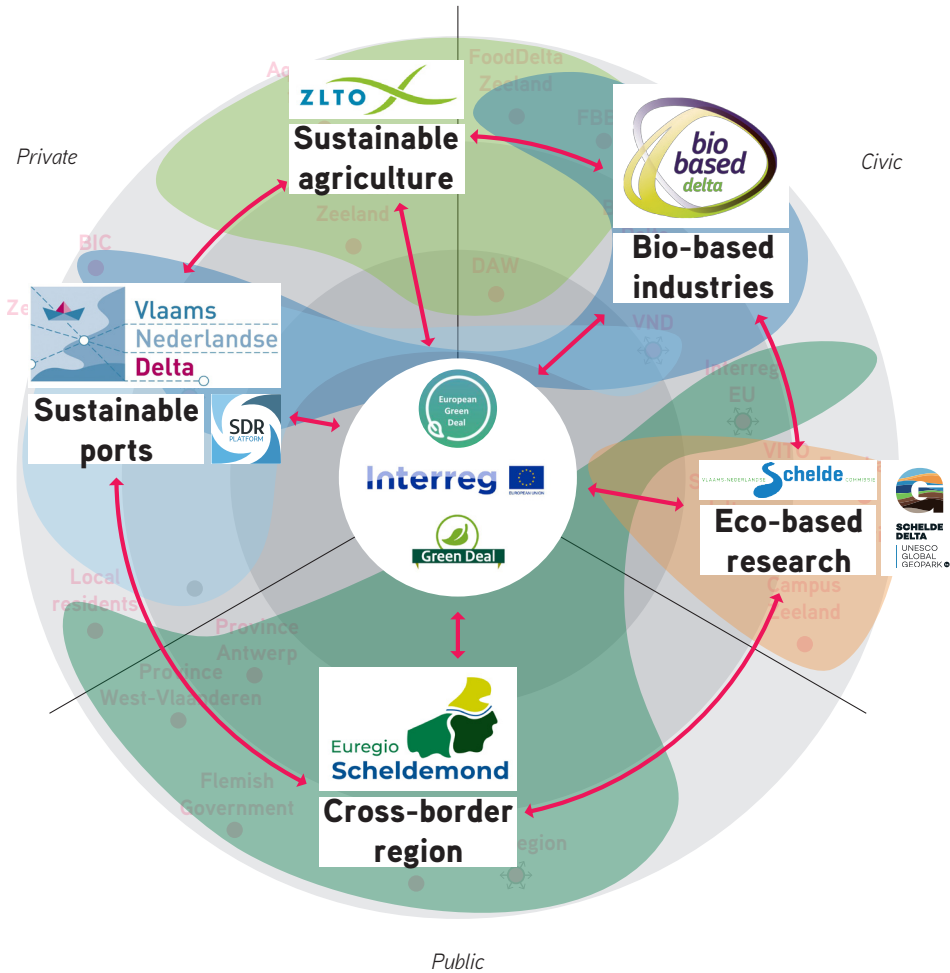 FoodDelta
Zeeland
ZLTO
Sustainable
agriculture
Private
Civic
bio
based
delta
Zeeland
BIC
DAW
Bio-based
industries
Vlaams
Nederlandse
Delta
VND
Sustainable
ports
SDR
PLATFORM
European
Green
Deal
Interreg
EU
Interreg
EUROPEAN UNION
Green Deal
VITO
VLAAMS-NEDERLANDSE Schelde COMMISSIE
Eco-based
research
SCHELDE
DELTA
UNESCO
GLOBAL
GEOPARK
Campus
Zeeland
Local
residents
Province
Antwerp
Province
West-Vlaanderen
Euregio
Scheldemond
Flemish
Government
Cross-border
region
Public